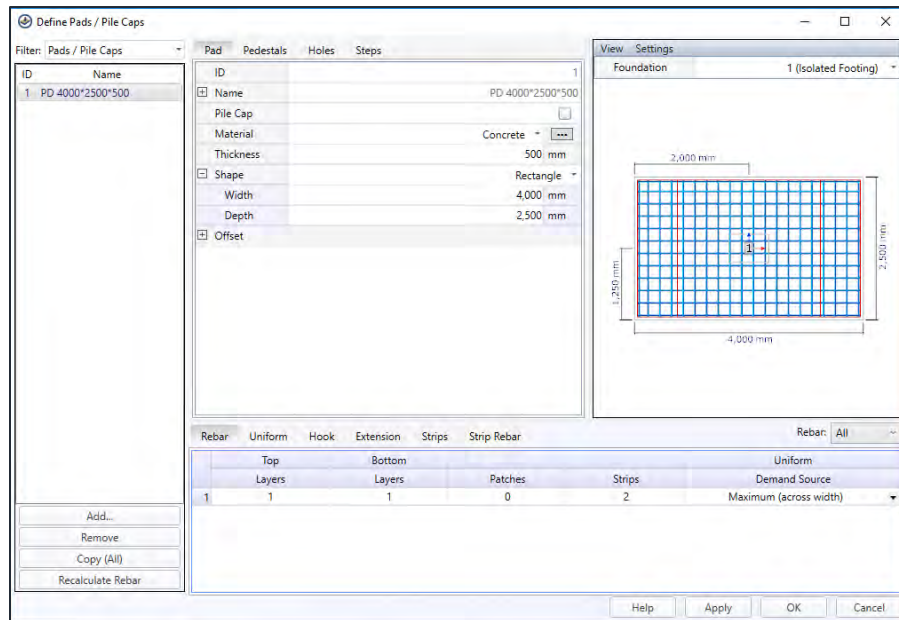 Define Pads / Pile Caps
Filter: Pads / Pile Caps
ID Name
1 PD 4000*2500*500
Add...
Remove
Copy (All)
Recalculate Rebar
Pad Pedestals Holes Steps
ID 1
Name PD 4000*2500*500
Pile Cap
Material Concrete ...
Thickness 500 mm
Shape Rectangle
Width 4,000 mm
Depth 2,500 mm
Offset
View Settings
Foundation 1 (Isolated Footing)
2,000 mm
1
1,250 mm
2,500 mm
4,000 mm
Rebar Uniform Hook Extension Strips Strip Rebar
Rebar: All
Top Bottom Uniform
Layers Layers Patches Strips Demand Source
1 1 1 0 2 Maximum (across width)
Help Apply OK Cancel